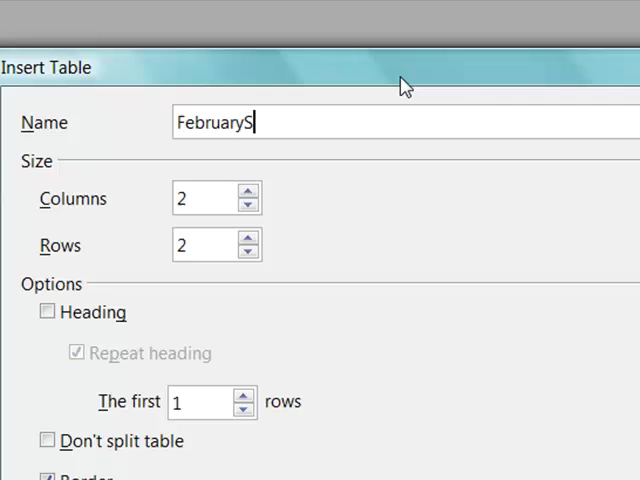 Insert Table
Name FebruaryS
Size
Columns 2
Rows 2
Options
Heading
Repeat heading
The first 1 rows
Don't split table
Border